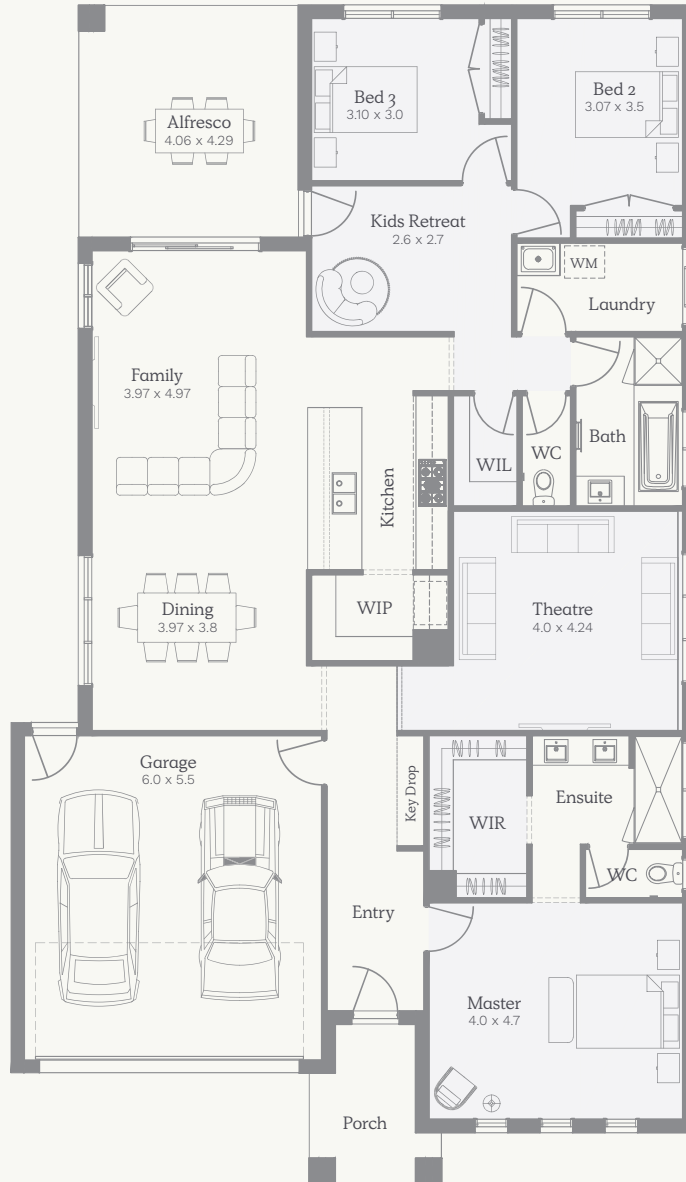 Bed 3
3.10 x 3.0
Bed 2
3.07 x 3.5
Alfresco
4.06 x 4.29
Kids Retreat
2.6 x 2.7
WM
Laundry
Family
3.97 x 4.97
Bath
WIL
WC
Kitchen
WIP
Dining
3.97 x 3.8
Theatre
4.0 x 4.24
Garage
6.0 x 5.5
Key Drop
Ensuite
WIR
WC
Entry
Master
4.0 x 4.7
Porch